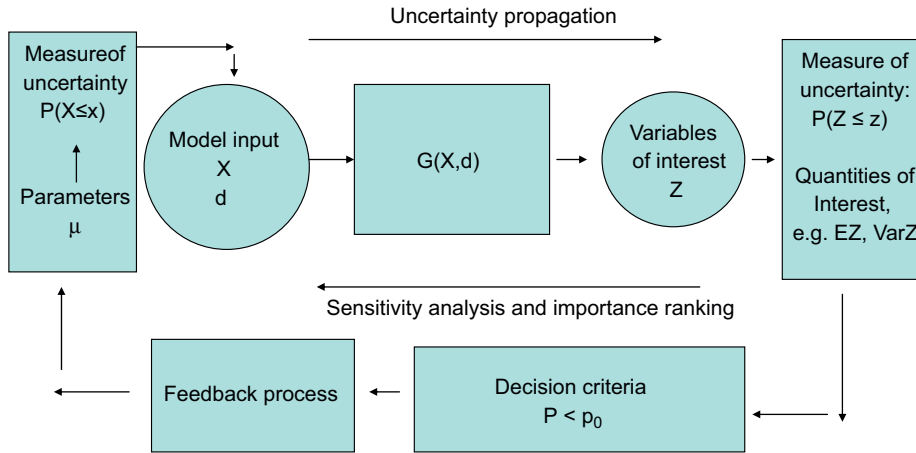 Uncertainty propagation
Measureof
uncertainty
P(X≤x)
Parameters
μ
Model input
X
d
G(X,d)
Variables
of interest
Z
Measure of
uncertainty:
P(Z ≤ z)
Quantities of
Interest,
e.g. EZ, VarZ
Sensitivity analysis and importance ranking
Feedback process
Decision criteria
P < p₀